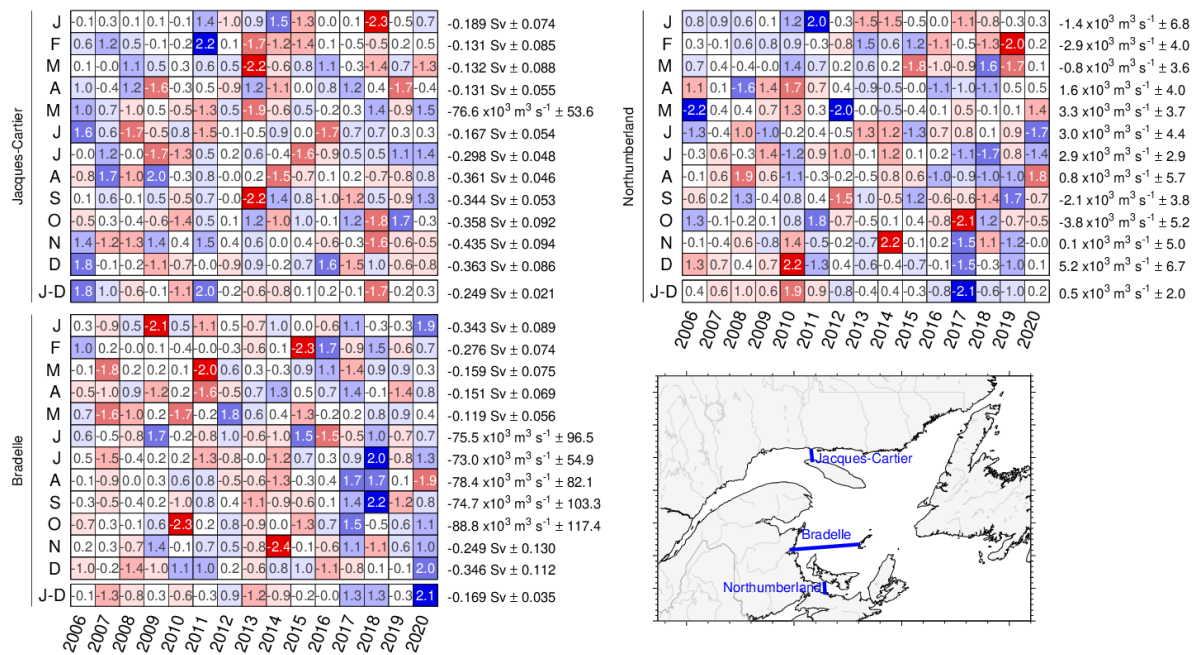 Jacques-Cartier
J -0.1 0.3 0.1 -0.1 0.1 1.4 -1.0 0.9 1.5 -0.3 0.0 0.1 -2.3 -0.5 0.7 -0.189 Sv ± 0.074
F 0.6 1.2 0.5 -0.1 -0.2 2.2 0.1 -1.7 -1.2 -1.4 0.1 -0.5 -0.5 0.2 0.5 -0.131 Sv ± 0.085
M 0.1 -0.0 1.1 0.5 0.3 0.6 0.5 -2.2 -0.6 0.8 1.1 -0.3 -1.4 0.7 -1.3 -0.132 Sv ± 0.088
A 1.0 -0.4 1.2 -1.6 -0.3 0.5 -0.9 1.2 -1.1 -0.0 0.8 1.2 0.4 -1.7 -0.4 -0.131 Sv ± 0.055
M 1.0 0.7 -1.0 0.5 0.5 -1.3 0.5 -1.9 -0.6 0.5 -0.2 0.3 1.4 -0.9 1.5 -76.6 x10³ m³ s⁻¹ ± 53.6
J 1.6 0.6 -1.7 -0.5 0.8 -1.5 -0.1 -0.5 0.9 0.0 -1.7 0.7 0.7 0.3 0.3 -0.167 Sv ± 0.054
J -0.0 1.2 -0.0 -1.7 -1.3 0.5 0.2 0.6 -0.4 -1.6 -0.9 0.5 0.5 1.1 1.4 -0.298 Sv ± 0.048
A -0.8 1.7 -1.0 2.0 -0.3 -0.8 -0.0 -0.2 -1.5 -0.7 0.1 -0.2 -0.7 -0.8 0.8 -0.361 Sv ± 0.046
S 0.1 0.6 -0.1 0.5 -0.5 0.7 -0.5 -2.2 -0.4 0.8 -1.0 -1.2 0.5 -0.9 1.3 -0.344 Sv ± 0.053
O -0.5 0.3 -0.4 -0.6 -1.4 0.5 -0.1 1.2 -1.0 1.0 -0.1 1.2 -1.8 1.7 -0.3 -0.358 Sv ± 0.092
N 1.4 -1.2 -1.3 1.4 0.4 1.5 0.4 -0.6 0.0 0.4 -0.6 -0.3 -1.6 -0.6 -0.5 -0.435 Sv ± 0.094
D 1.8 -0.1 -0.2 -1.1 -0.7 -0.0 -0.9 0.9 -0.2 0.7 1.6 -1.5 1.0 -0.6 -0.8 -0.363 Sv ± 0.086
J-D 1.8 1.0 -0.6 -0.1 -1.1 2.0 -0.2 -0.6 -0.8 0.1 -0.2 0.2 -1.7 -0.2 0.3 -0.249 Sv ± 0.021
Bradelle
J 0.3 -0.9 0.5 -2.1 0.5 -1.1 0.5 -0.7 1.0 0.0 -0.6 1.1 -0.3 -0.3 1.9 -0.343 Sv ± 0.089
F 1.0 0.2 -0.0 0.1 -0.4 -0.0 -0.3 -0.6 0.1 -2.3 1.7 -0.9 1.5 -0.6 0.7 -0.276 Sv ± 0.074
M -0.1 -1.8 0.2 0.2 0.1 -2.0 0.6 -0.3 -0.3 0.9 1.1 -1.4 0.9 0.9 -0.3 -0.159 Sv ± 0.075
A -0.5 -1.0 0.9 -1.2 0.2 -1.6 -0.5 0.7 1.3 0.5 0.7 1.4 -0.1 -1.4 0.8 -0.151 Sv ± 0.069
M 0.7 -1.6 -1.0 0.2 -1.7 -0.2 1.8 0.6 0.4 -1.3 -0.2 0.2 0.8 0.9 0.4 -0.119 Sv ± 0.056
J 0.6 -0.5 -0.8 1.7 -0.2 -0.8 1.0 -0.6 -1.0 1.5 -1.5 -0.5 1.0 -0.7 0.7 -75.5 x10³ m³ s⁻¹ ± 96.5
J 0.5 -1.5 -0.4 0.2 0.2 -1.3 -0.8 -0.0 -1.2 0.7 0.3 0.9 2.0 -0.8 1.3 -73.0 x10³ m³ s⁻¹ ± 54.9
A -0.1 -0.9 -0.0 0.3 0.6 0.8 -0.5 -0.6 -1.3 -0.3 -0.4 1.7 1.7 0.1 -1.9 -78.4 x10³ m³ s⁻¹ ± 82.1
S -0.3 -0.5 -0.4 0.2 -1.0 0.8 0.4 -1.1 -0.9 -0.6 0.1 1.4 2.2 -1.2 0.8 -74.7 x10³ m³ s⁻¹ ± 103.3
O -0.7 0.3 -0.1 0.6 -2.3 0.2 0.8 -0.9 0.0 -1.3 0.7 1.5 -0.5 0.6 1.1 -88.8 x10³ m³ s⁻¹ ± 117.4
N 0.2 0.3 -0.7 1.4 -0.1 0.7 0.5 -0.8 -2.4 -0.1 -0.6 1.1 -1.1 0.6 1.0 -0.249 Sv ± 0.130
D -1.0 -0.2 -1.4 -1.0 1.1 1.0 0.2 -0.6 0.8 1.0 -1.1 -0.8 0.1 -0.1 2.0 -0.346 Sv ± 0.112
J-D -0.1 -1.3 -0.8 0.3 -0.6 -0.3 0.9 -1.2 -0.9 -0.2 0.0 1.3 1.3 -0.3 2.1 -0.169 Sv ± 0.035
2006 2007 2008 2009 2010 2011 2012 2013 2014 2015 2016 2017 2018 2019 2020
Northumberland
J 0.8 0.9 -0.5 0.1 1.2 2.0 -0.3 -1.5 -1.5 0.5 -0.0 -1.1 -0.8 -0.3 0.3 -1.4 x10³ m³ s⁻¹ ± 6.8
F 0.3 -0.1 0.6 0.8 0.9 -0.3 -0.8 1.5 0.6 1.2 -1.1 -0.5 -1.3 -2.0 0.2 -2.9 x10³ m³ s⁻¹ ± 4.0
M 0.7 -0.4 -0.4 -0.0 1.4 0.7 0.2 -0.6 1.2 -1.8 -1.0 -0.9 1.6 -1.7 0.1 -0.8 x10³ m³ s⁻¹ ± 3.6
A 1.1 0.1 -1.6 0.7 1.7 -0.3 -0.4 0.9 -0.5 -0.5 1.1 -1.0 -1.1 0.5 0.5 1.6 x10³ m³ s⁻¹ ± 4.0
M -2.2 0.4 -0.9 0.7 1.3 -0.3 -2.0 0.4 -0.2 -0.1 0.1 0.5 -0.1 0.1 1.4 3.3 x10³ m³ s⁻¹ ± 3.7
J -1.3 -0.4 1.0 -1.0 -0.2 -0.4 -0.5 1.3 1.2 -1.3 0.7 0.8 0.1 0.9 -1.7 3.0 x10³ m³ s⁻¹ ± 4.4
J -0.3 0.6 -0.3 1.4 -1.2 0.9 1.0 -0.1 1.2 0.1 0.2 -1.1 -1.7 0.8 -1.4 2.9 x10³ m³ s⁻¹ ± 2.9
A -0.5 0.8 1.9 0.6 -1.1 -0.3 0.2 -0.5 0.8 0.6 -1.0 -0.9 -1.0 -1.1 1.8 0.8 x10³ m³ s⁻¹ ± 5.7
S -0.6 0.2 1.3 -0.4 0.8 0.5 -1.5 0.5 0.9 -0.4 -0.6 -0.6 -1.4 1.7 -0.7 -2.1 x10³ m³ s⁻¹ ± 3.8
O 1.3 -0.1 -0.2 0.2 0.8 1.8 0.7 -0.5 0.1 -0.4 -0.9 -2.1 1.2 -0.7 -0.5 -3.8 x10³ m³ s⁻¹ ± 5.2
N -0.1 -0.4 0.6 -0.8 1.4 -0.5 0.4 -0.7 2.2 -0.1 -0.2 -1.5 1.1 -1.2 -0.0 0.1 x10³ m³ s⁻¹ ± 5.0
D 1.3 0.7 0.4 0.7 2.2 -1.3 0.4 -0.6 -0.4 -0.7 0.1 -1.5 -0.3 -1.0 0.1 5.2 x10³ m³ s⁻¹ ± 6.7
J-D 0.4 0.6 1.0 0.6 1.9 0.9 -0.8 0.4 0.4 -0.6 -0.8 -2.1 -0.6 -1.0 0.2 0.5 x10³ m³ s⁻¹ ± 2.0
2006 2007 2008 2009 2010 2011 2012 2013 2014 2015 2016 2017 2018 2019 2020
Jacques-Cartier
Bradelle
Northumberland